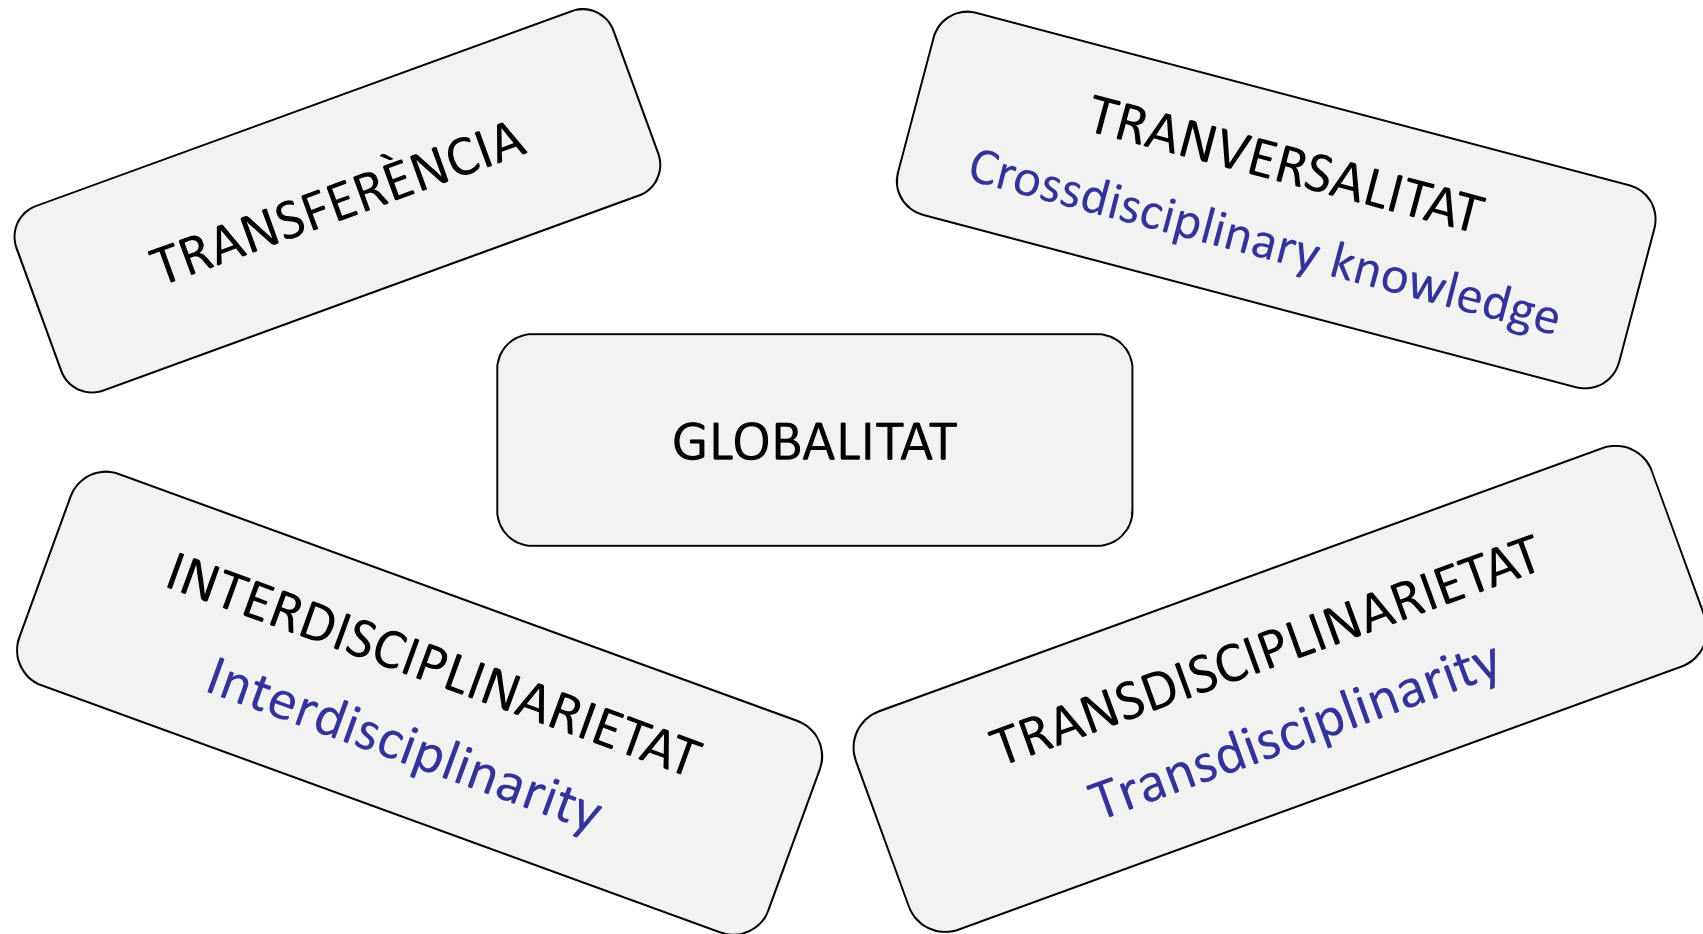 TRANSFERÈNCIA
TRANVERSALITAT
Crossdisciplinary knowledge
GLOBALITAT
INTERDISCIPLINARIETAT
Interdisciplinarity
TRANSDISCIPLINARIETAT
Transdisciplinarity